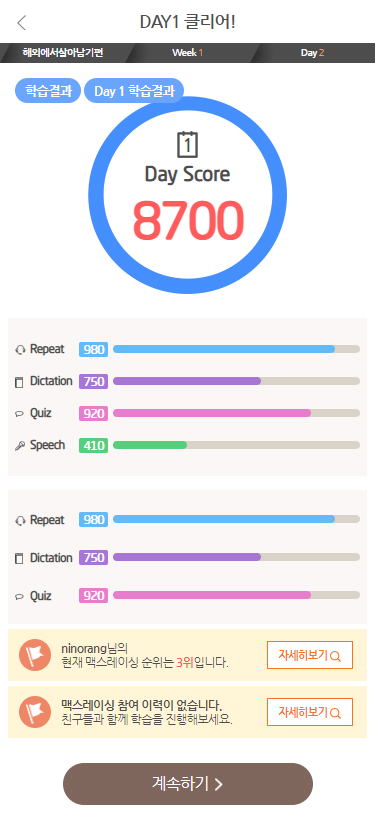 DAY1 클리어!
해외에서살아남기편 Week 1 Day 2
학습결과 Day 1 학습결과
1
Day Score
8700
Repeat 980
Dictation 750
Quiz 920
Speech 410
Repeat 980
Dictation 750
Quiz 920
ninorang님의
현재 맥스레이싱 순위는 3위입니다.
자세히보기
맥스레이싱 참여 이력이 없습니다.
친구들과 함께 학습을 진행해보세요.
자세히보기
계속하기